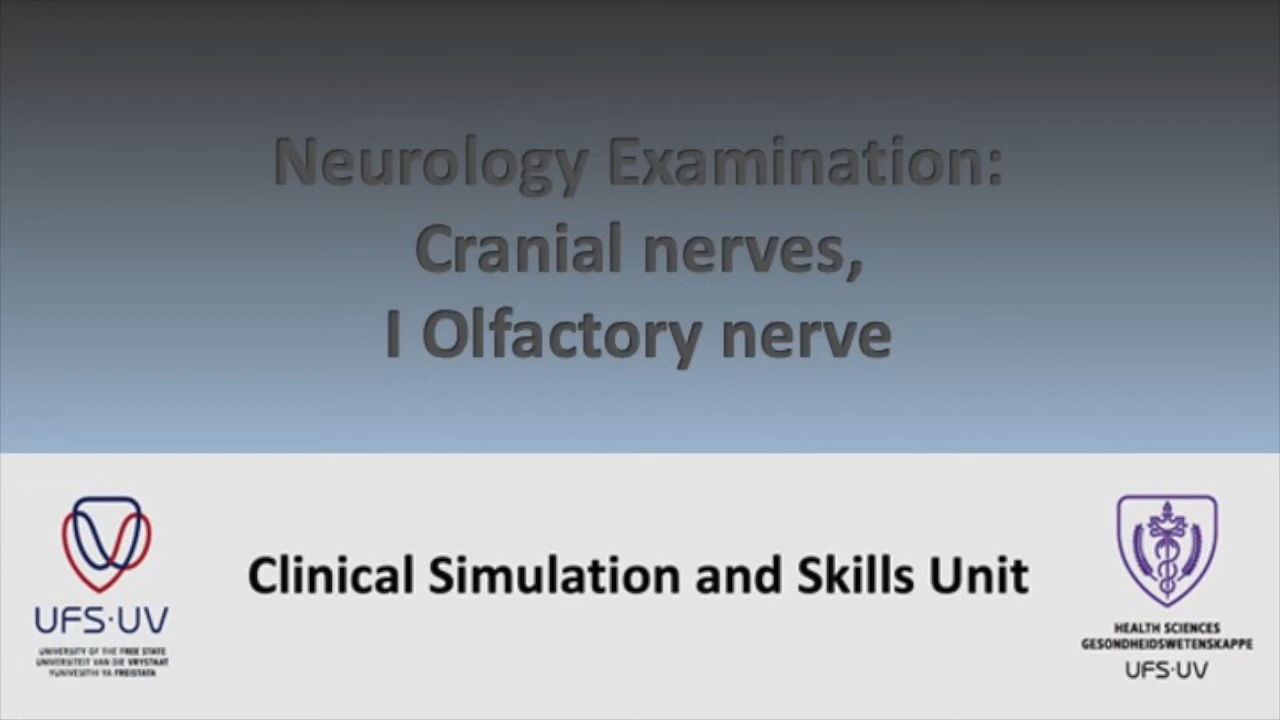 Neurology Examination:
Cranial nerves,
I Olfactory nerve
Clinical Simulation and Skills Unit
UFS·UV
UNIVERSITY OF THE FREE STATE
UNIVERSITEIT VAN DIE VRYSTAAT
YUNIVESITHI YA FREISTATA
HEALTH SCIENCES
GESONDHEIDSWETENSKAPPE
UFS·UV